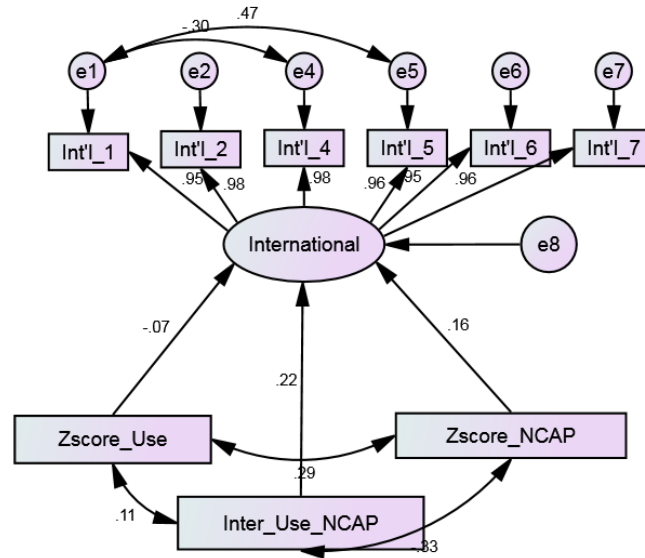 .47
-.30
e1 e2 e4 e5 e6 e7
Int'l_1 Int'l_2 Int'l_4 Int'l_5 Int'l_6 Int'l_7
.95 .98 .98 .96 .95 .96
International
e8
-.07
.16
.22
Zscore_Use
Zscore_NCAP
.29
.11
Inter_Use_NCAP
-.33